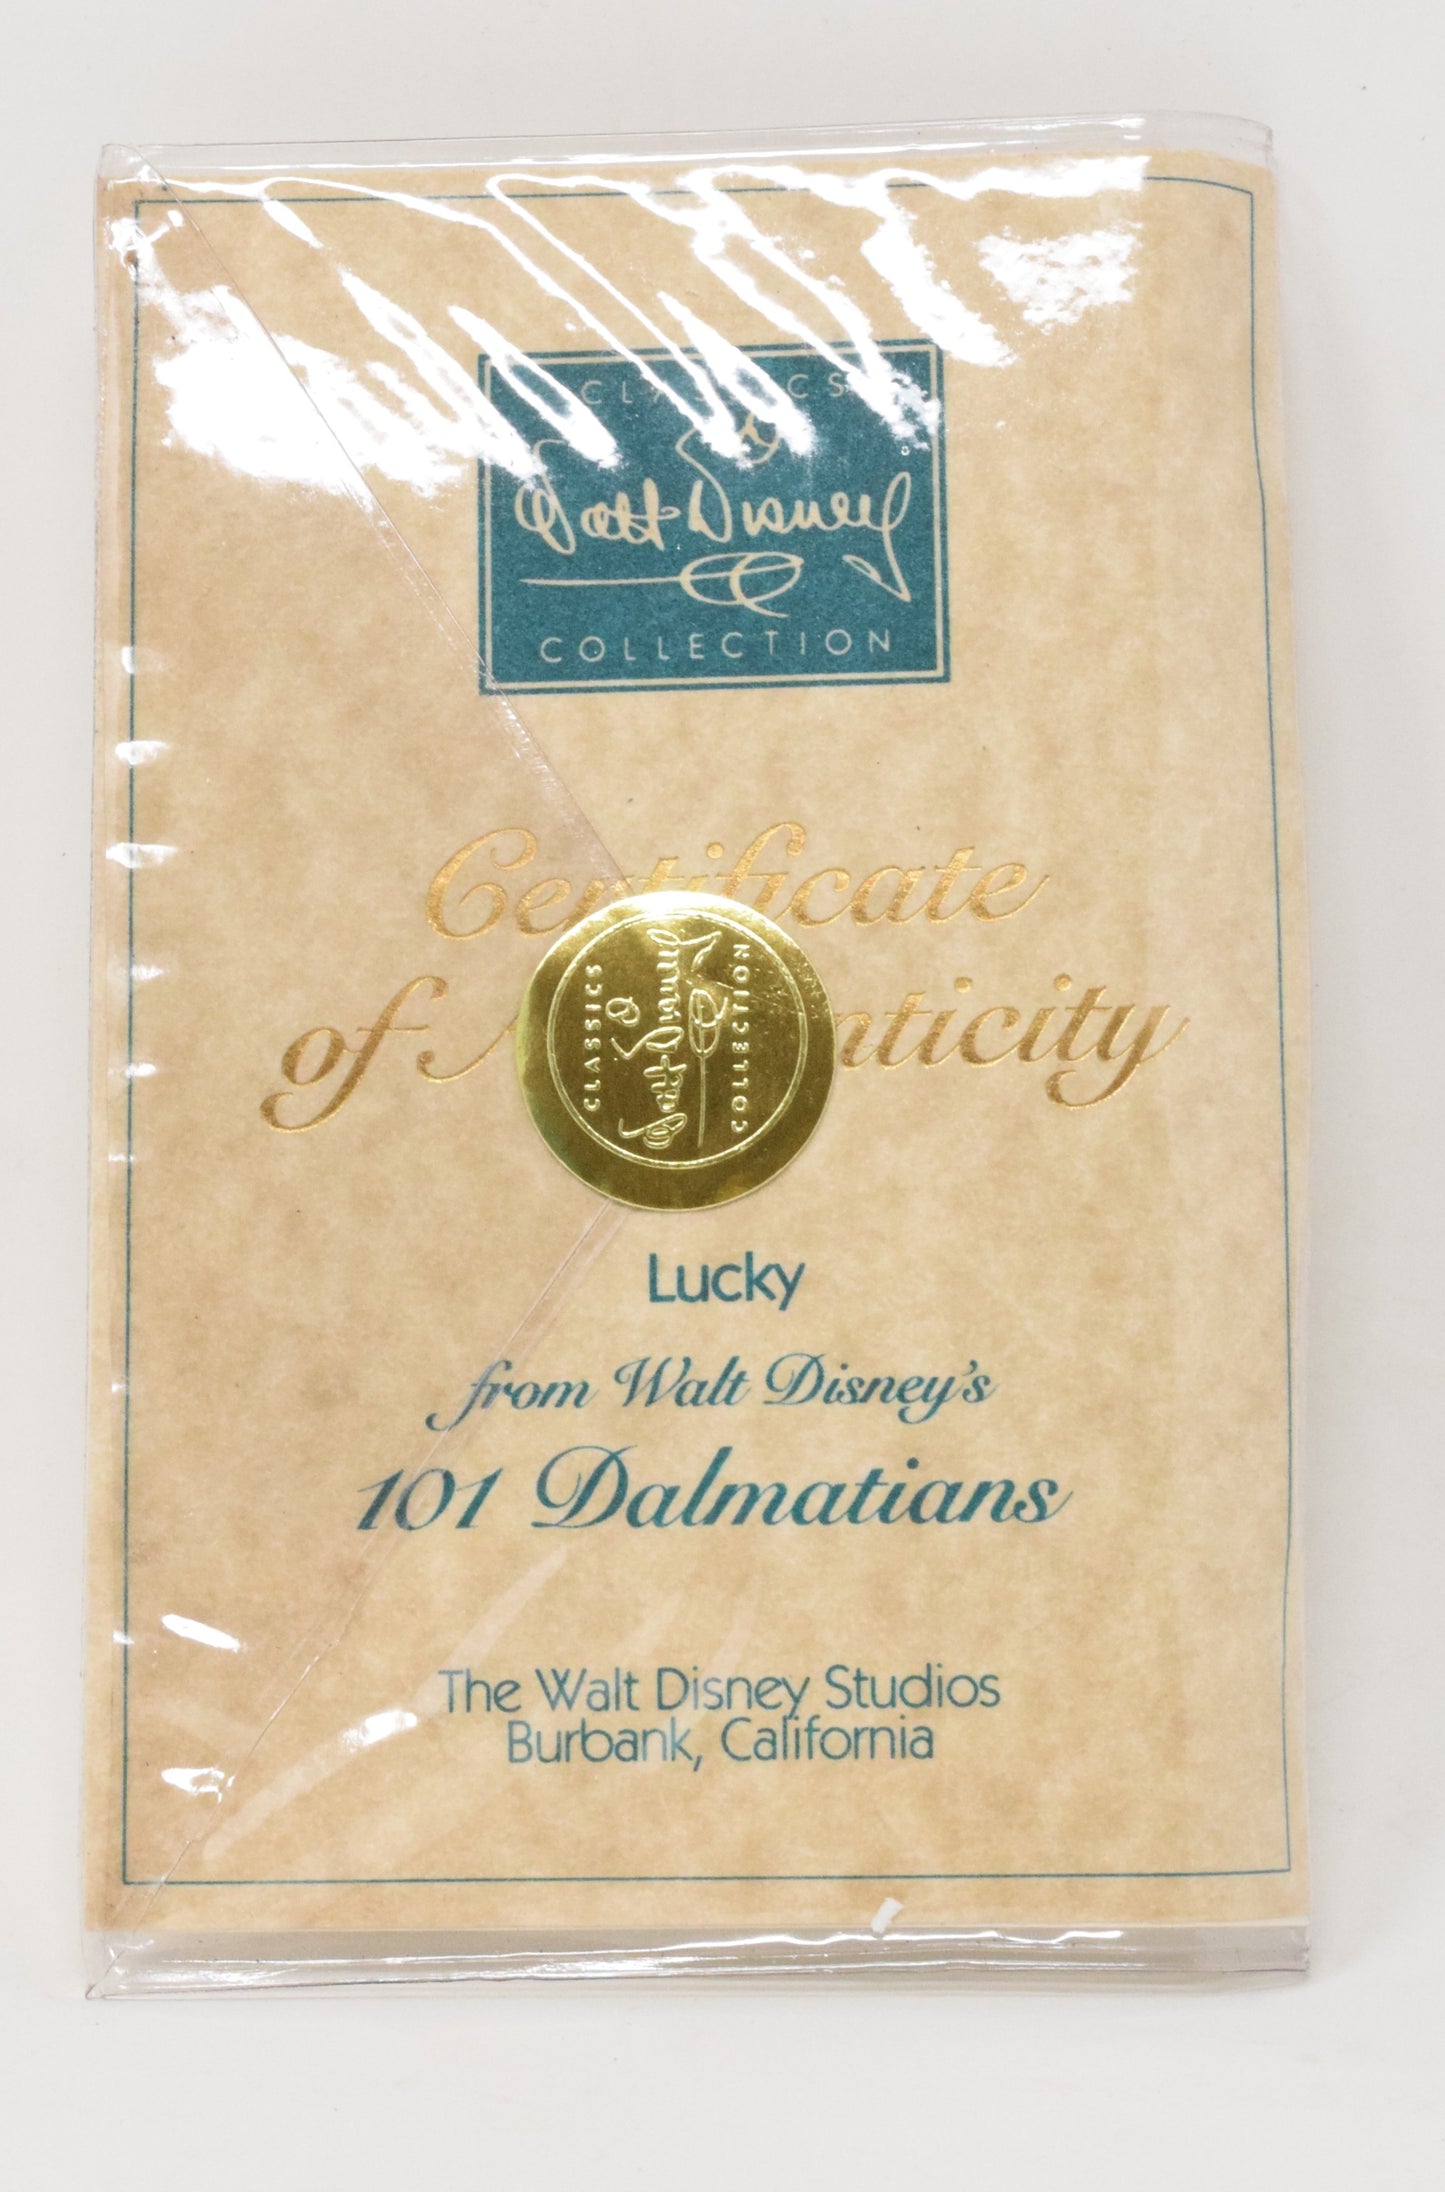 CLASSICS
Walt Disney
COLLECTION
Certificate
of Authenticity
CLASSICS
Walt Disney
COLLECTION
Lucky
from Walt Disney's
101 Dalmatians
The Walt Disney Studios
Burbank, California